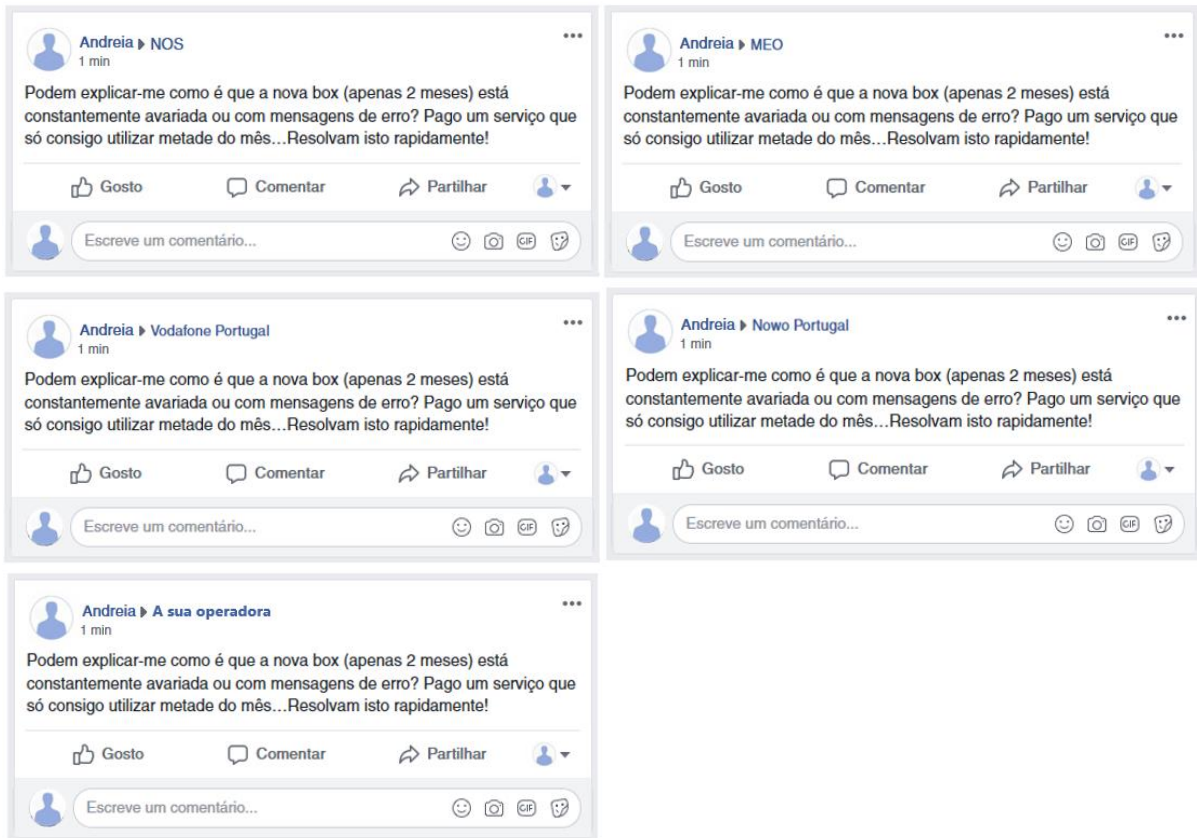 Andreia ▶ NOS
1 min
Podem explicar-me como é que a nova box (apenas 2 meses) está
constantemente avariada ou com mensagens de erro? Pago um serviço que
só consigo utilizar metade do mês...Resolvam isto rapidamente!
Gosto Comentar Partilhar
Escreve um comentário... GIF
Andreia ▶ MEO
1 min
Podem explicar-me como é que a nova box (apenas 2 meses) está
constantemente avariada ou com mensagens de erro? Pago um serviço que
só consigo utilizar metade do mês...Resolvam isto rapidamente!
Gosto Comentar Partilhar
Escreve um comentário... GIF
Andreia ▶ Vodafone Portugal
1 min
Podem explicar-me como é que a nova box (apenas 2 meses) está
constantemente avariada ou com mensagens de erro? Pago um serviço que
só consigo utilizar metade do mês...Resolvam isto rapidamente!
Gosto Comentar Partilhar
Escreve um comentário... GIF
Andreia ▶ Nowo Portugal
1 min
Podem explicar-me como é que a nova box (apenas 2 meses) está
constantemente avariada ou com mensagens de erro? Pago um serviço que
só consigo utilizar metade do mês...Resolvam isto rapidamente!
Gosto Comentar Partilhar
Escreve um comentário... GIF
Andreia ▶ A sua operadora
1 min
Podem explicar-me como é que a nova box (apenas 2 meses) está
constantemente avariada ou com mensagens de erro? Pago um serviço que
só consigo utilizar metade do mês...Resolvam isto rapidamente!
Gosto Comentar Partilhar
Escreve um comentário... GIF